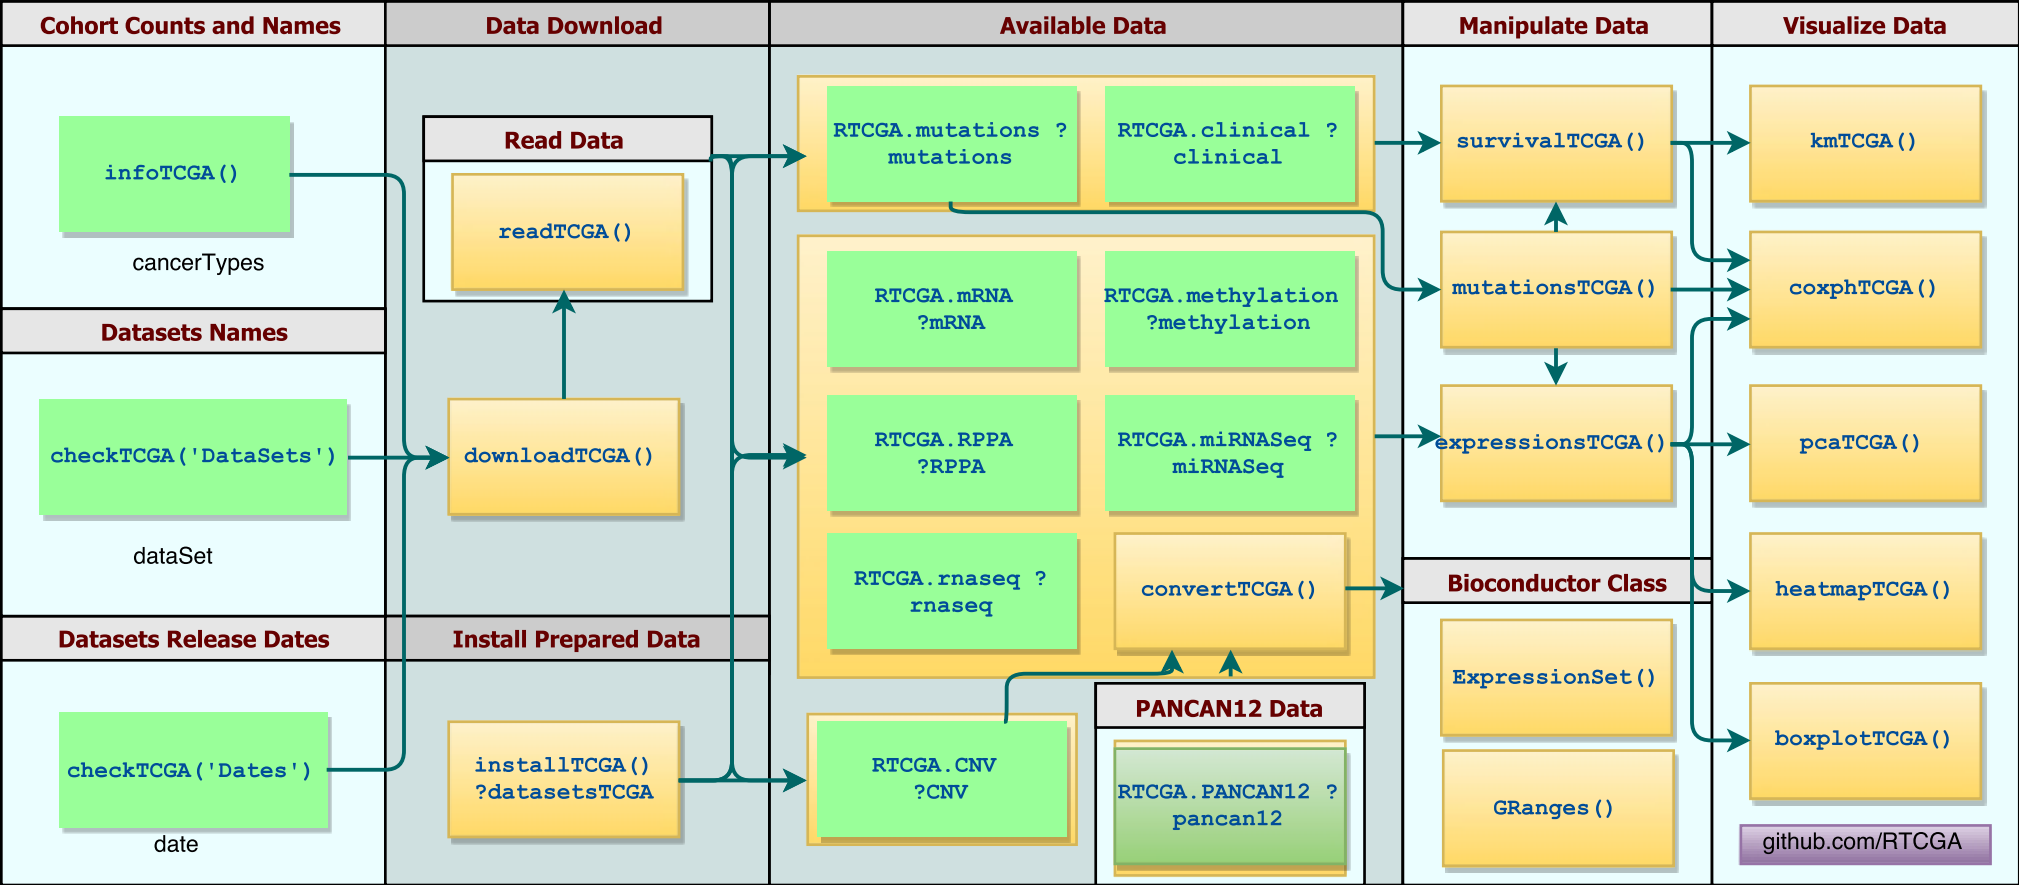 Cohort Counts and Names
infoTCGA()
cancerTypes
Datasets Names
checkTCGA('DataSets')
dataSet
Datasets Release Dates
checkTCGA('Dates')
date
Data Download
Read Data
readTCGA()
downloadTCGA()
Install Prepared Data
installTCGA()
?datasetsTCGA
Available Data
RTCGA.mutations ?
mutations
RTCGA.clinical ?
clinical
RTCGA.mRNA
?mRNA
RTCGA.methylation
?methylation
RTCGA.RPPA
?RPPA
RTCGA.miRNASeq ?
miRNASeq
RTCGA.rnaseq ?
rnaseq
convertTCGA()
RTCGA.CNV
?CNV
PANCAN12 Data
RTCGA.PANCAN12 ?
pancan12
Manipulate Data
survivalTCGA()
mutationsTCGA()
expressionsTCGA()
Bioconductor Class
ExpressionSet()
GRanges()
Visualize Data
kmTCGA()
coxphTCGA()
pcaTCGA()
heatmapTCGA()
boxplotTCGA()
github.com/RTCGA